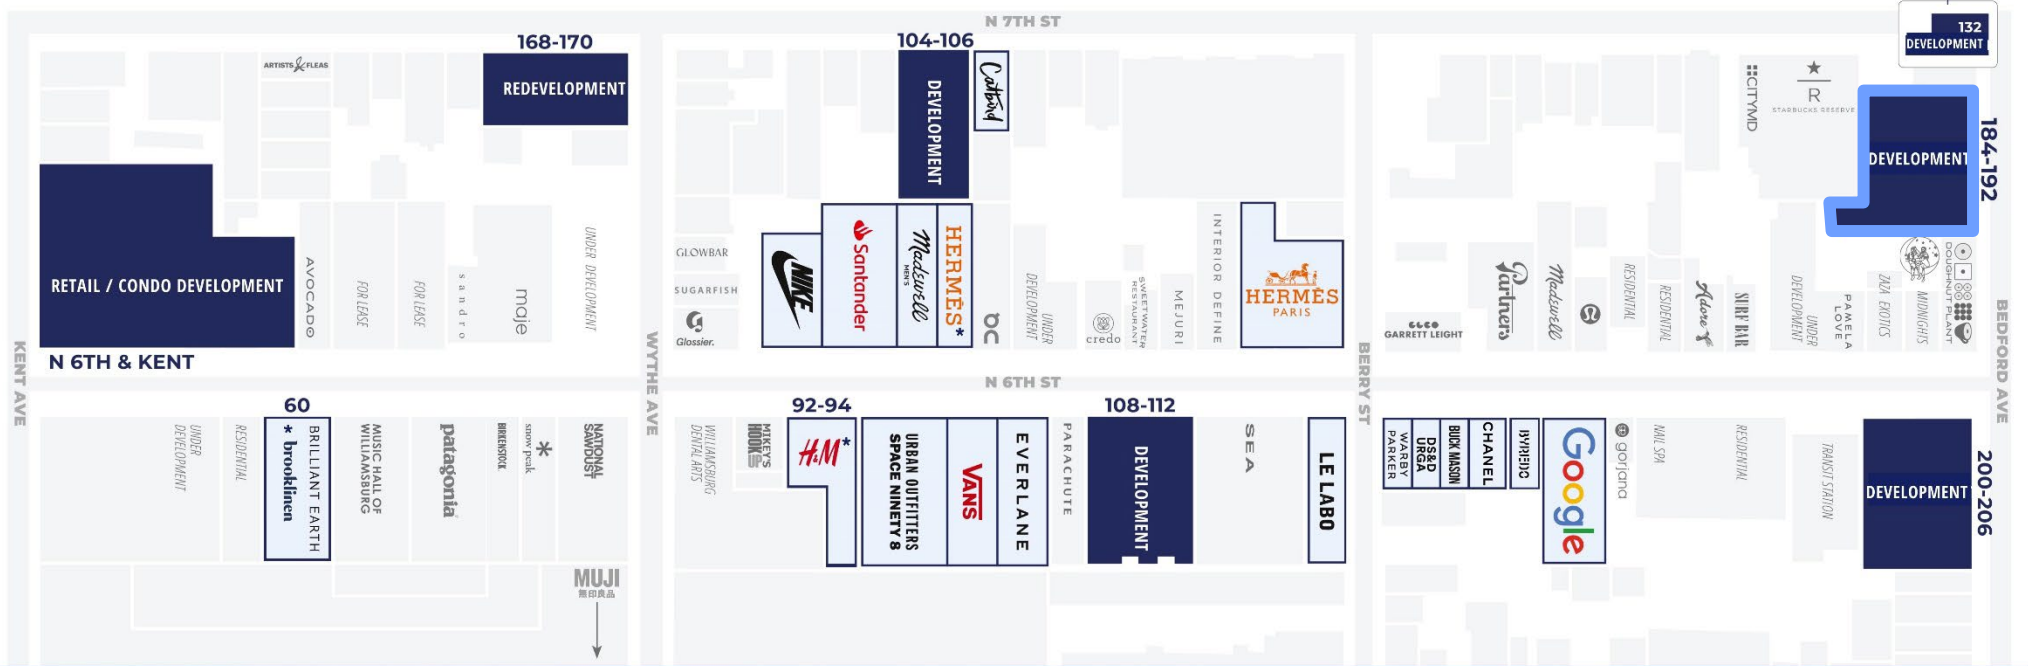 N 7TH ST
132
DEVELOPMENT
168-170
REDEVELOPMENT
ARTISTS & FLEAS
104-106
DEVELOPMENT
Catbird
CITYMD
R
STARBUCKS RESERVE
DEVELOPMENT
184-192
RETAIL / CONDO DEVELOPMENT
N 6TH & KENT
AVOCADO
FOR LEASE
FOR LEASE
sandro
maje
UNDER DEVELOPMENT
GLOWBAR
SUGARFISH
G
Glossier.
NIKE
Santander
Madewell
MEN'S
HERMÈS*
UNDER
DEVELOPMENT
credo
SWEETWATER
RESTAURANT
MEJURI
INTERIOR DEFINE
HERMÈS
PARIS
GLCO
GARRETT LEIGHT
Partners
Madewell
RESIDENTIAL
RESIDENTIAL
Adore
SURF BAR
UNDER
DEVELOPMENT
PAMELA
LOVE
ZAZA EXOTICS
MIDNIGHTS
DOUGHNUT PLANT
KENT AVE
WYTHE AVE
BERRY ST
BEDFORD AVE
N 6TH ST
UNDER
DEVELOPMENT
RESIDENTIAL
60
BRILLIANT EARTH
* brooklinen
MUSIC HALL OF
WILLIAMSBURG
patagonia
BIRKENSTOCK
snow peak
NATIONAL
SAWDUST
MUJI
無印良品
WILLIAMSBURG
DENTAL ARTS
MIKEY'S
HOOKUP
92-94
H&M*
URBAN OUTFITTERS
SPACE NINETY 8
VANS
EVERLANE
PARACHUTE
108-112
DEVELOPMENT
SEA
LE LABO
WARBY
PARKER
DS&D
URGA
BUCK MASON
CHANEL
BYREDO
Google
gorjana
NAIL SPA
RESIDENTIAL
TRANSIT STATION
DEVELOPMENT
200-206